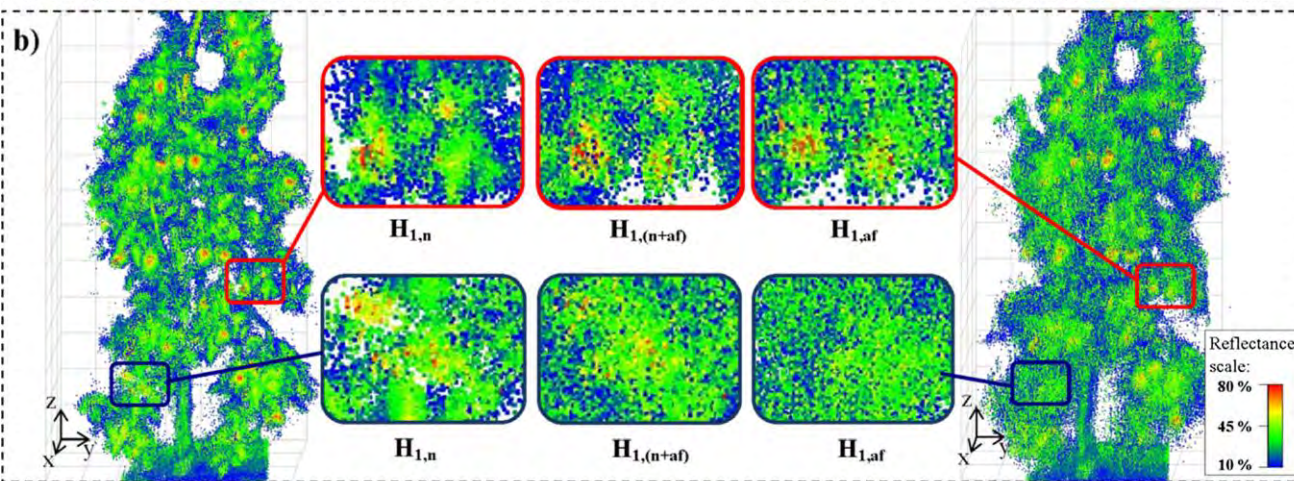 b)
H1,n
H1,(n+af)
H1,af
H1,n
H1,(n+af)
H1,af
z
y
x
z
y
x
Reflectance
scale:
80 %
45 %
10 %